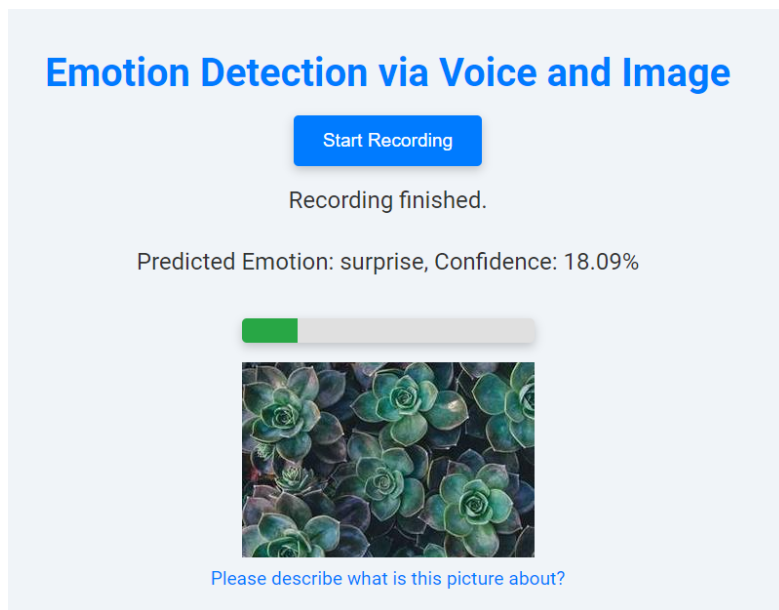 Emotion Detection via Voice and Image
Start Recording
Recording finished.
Predicted Emotion: surprise, Confidence: 18.09%
Please describe what is this picture about?